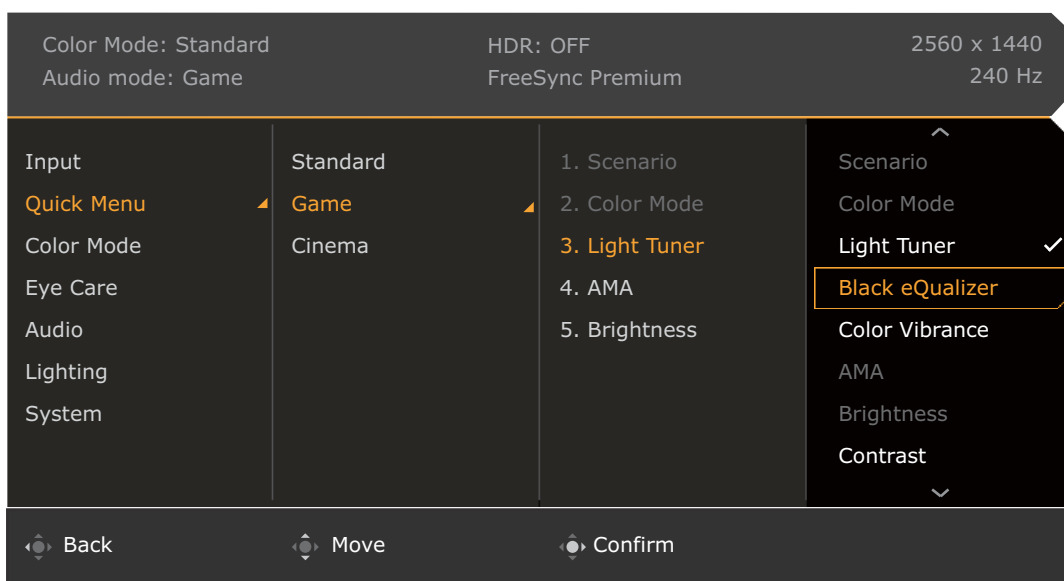 Color Mode: Standard
HDR: OFF
2560 x 1440
Audio mode: Game
FreeSync Premium
240 Hz
Input
Quick Menu
Color Mode
Eye Care
Audio
Lighting
System
Standard
Game
Cinema
1. Scenario
2. Color Mode
3. Light Tuner
4. AMA
5. Brightness
Scenario
Color Mode
Light Tuner
Black eQualizer
Color Vibrance
AMA
Brightness
Contrast
Back
Move
Confirm